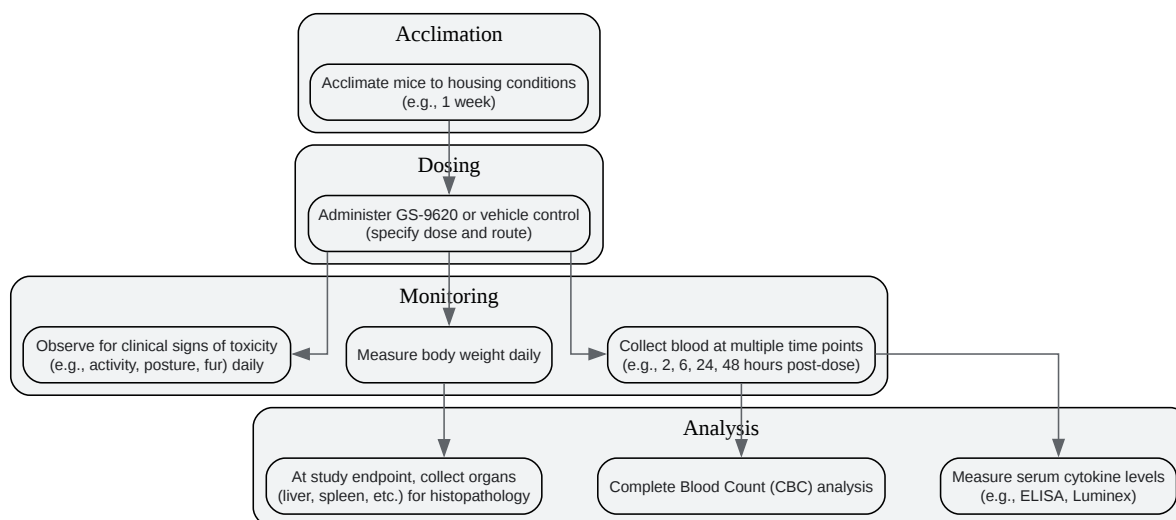 Acclimation
Acclimate mice to housing conditions
(e.g., 1 week)
Dosing
Administer GS-9620 or vehicle control
(specify dose and route)
Monitoring
Observe for clinical signs of toxicity
(e.g., activity, posture, fur) daily
Measure body weight daily
Collect blood at multiple time points
(e.g., 2, 6, 24, 48 hours post-dose)
Analysis
At study endpoint, collect organs
(liver, spleen, etc.) for histopathology
Complete Blood Count (CBC) analysis
Measure serum cytokine levels
(e.g., ELISA, Luminex)